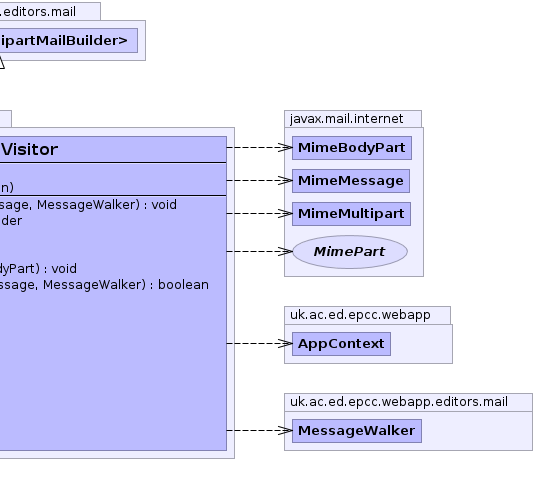 .editors.mail
ipartMailBuilder>
javax.mail.internet
Visitor
MimeBodyPart
MimeMessage
n)
sage, MessageWalker) : void
MimeMultipart
der
MimePart
dyPart) : void
ssage, MessageWalker) : boolean
uk.ac.ed.epcc.webapp
AppContext
uk.ac.ed.epcc.webapp.editors.mail
MessageWalker